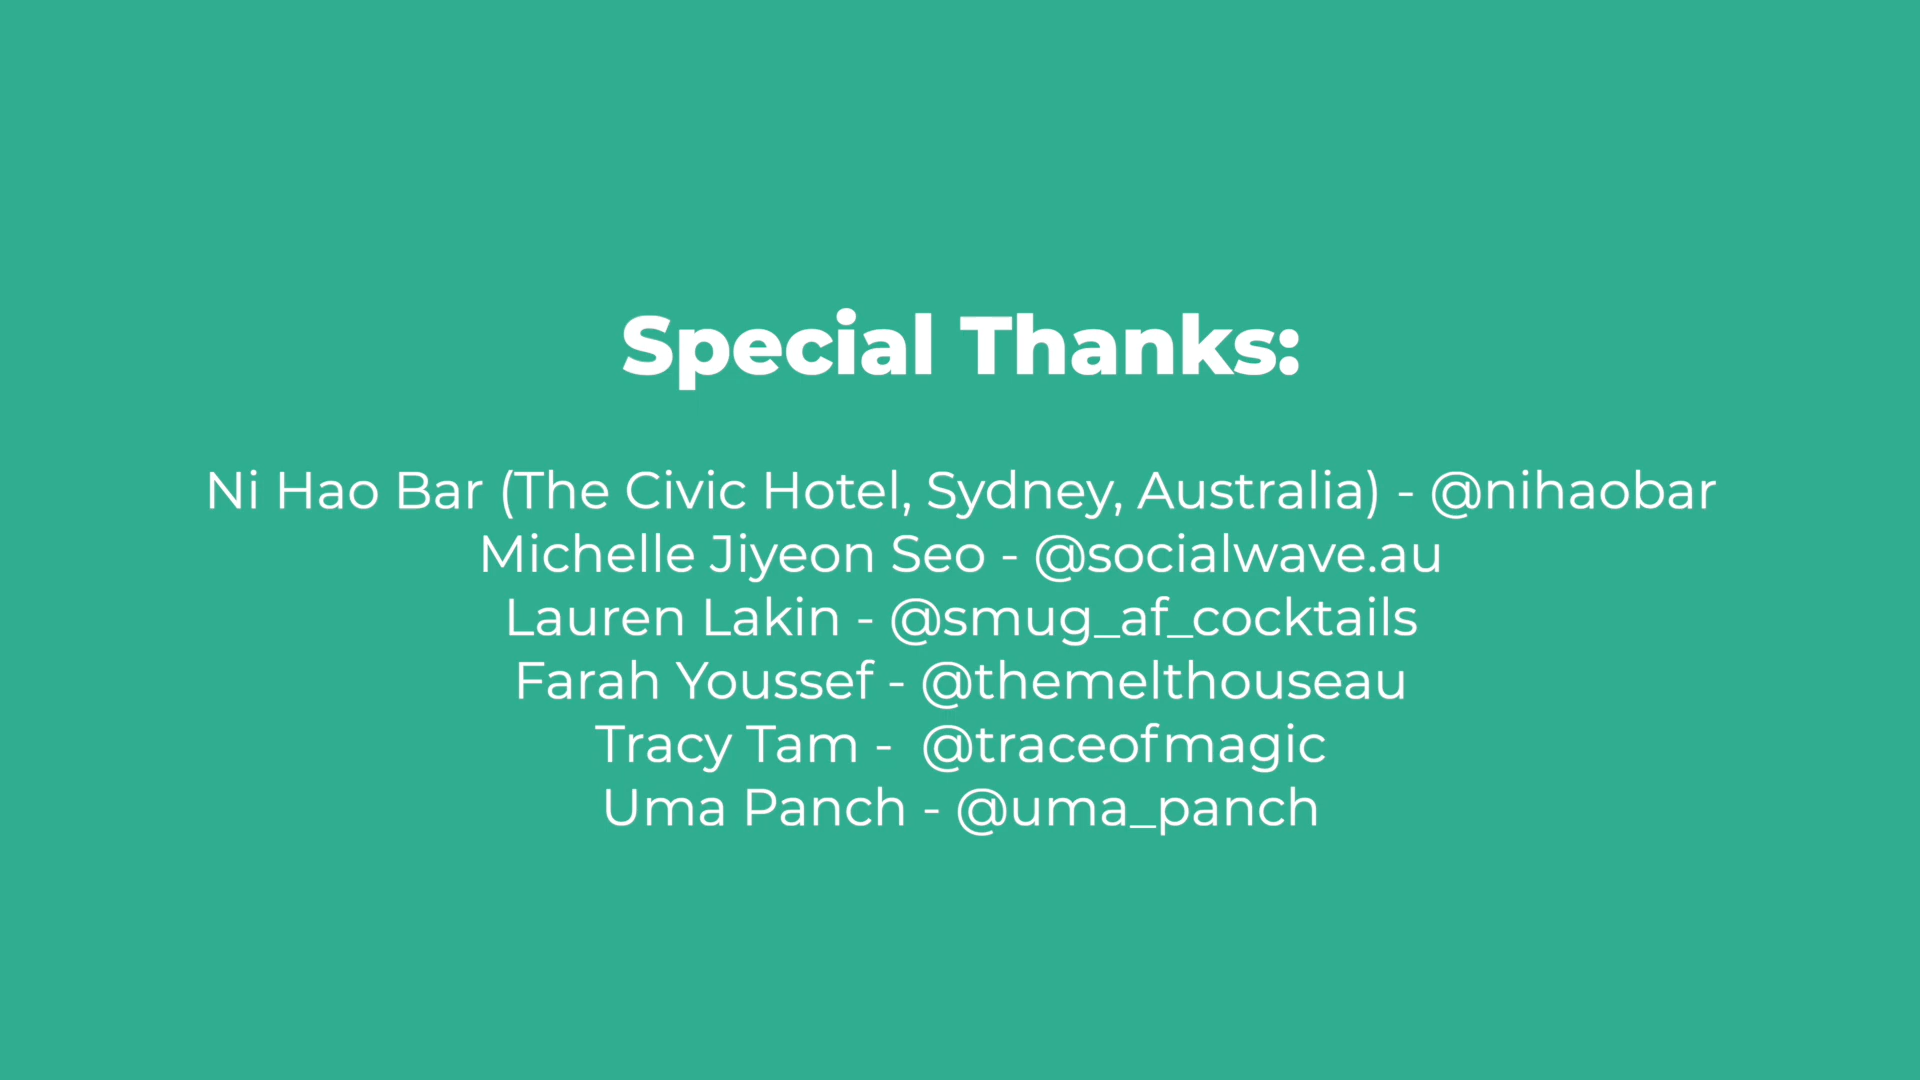 Special Thanks:
Ni Hao Bar (The Civic Hotel, Sydney, Australia) - @nihaobar
Michelle Jiyeon Seo - @socialwave.au
Lauren Lakin - @smug_af_cocktails
Farah Youssef - @themelthouseau
Tracy Tam -  @traceofmagic
Uma Panch - @uma_panch